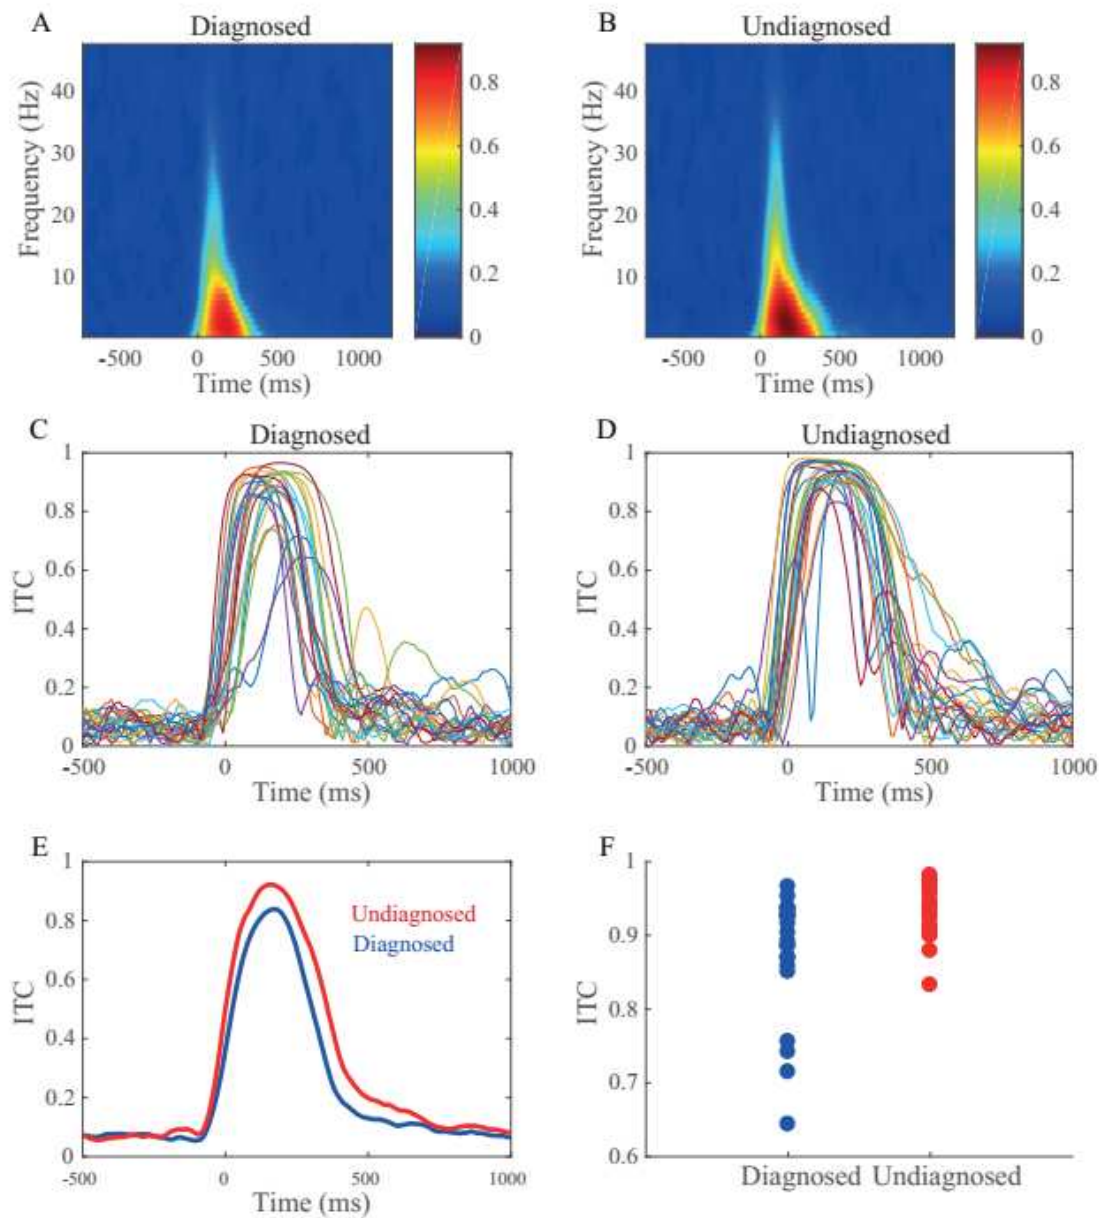 A
Diagnosed
Frequency (Hz)
40
30
20
10
-500
0
500
1000
Time (ms)
0.8
0.6
0.4
0.2
0
B
Undiagnosed
Frequency (Hz)
40
30
20
10
-500
0
500
1000
Time (ms)
0.8
0.6
0.4
0.2
0
C
Diagnosed
ITC
1
0.8
0.6
0.4
0.2
0
-500
0
500
1000
Time (ms)
D
Undiagnosed
ITC
1
0.8
0.6
0.4
0.2
0
-500
0
500
1000
Time (ms)
E
ITC
1
0.8
0.6
0.4
0.2
0
Undiagnosed
Diagnosed
-500
0
500
1000
Time (ms)
F
ITC
1
0.9
0.8
0.7
0.6
Diagnosed Undiagnosed